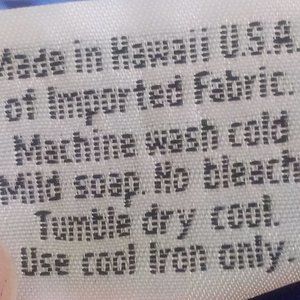 Made in Hawaii U.S.A
of Imported Fabric.
Machine wash cold
Mild soap. No bleach
Tumble dry cool.
Use cool iron only.